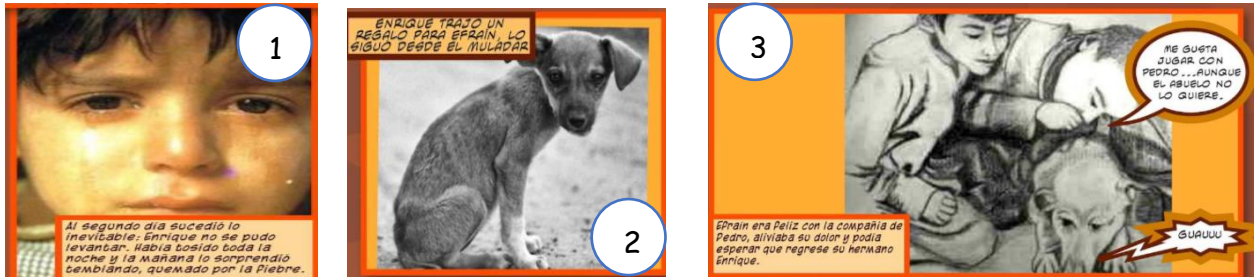 1
Al segundo día sucedió lo
inevitable: Enrique no se pudo
levantar. Había tosido toda la
noche y la mañana lo sorprendió
temblando, quemado por la fiebre.
ENRIQUE TRAJO UN
REGALO PARA EFRAÍN, LO
SIGUÓ DESDE EL MULADAR
2
3
ME GUSTA
JUGAR CON
PEDRO...AUNQUE
EL ABUELO NO
LO QUIERE.
Efraín era feliz con la compañía de
Pedro, aliviaba su dolor y podía
esperar que regrese su hermano
Enrique.
GUAUUU